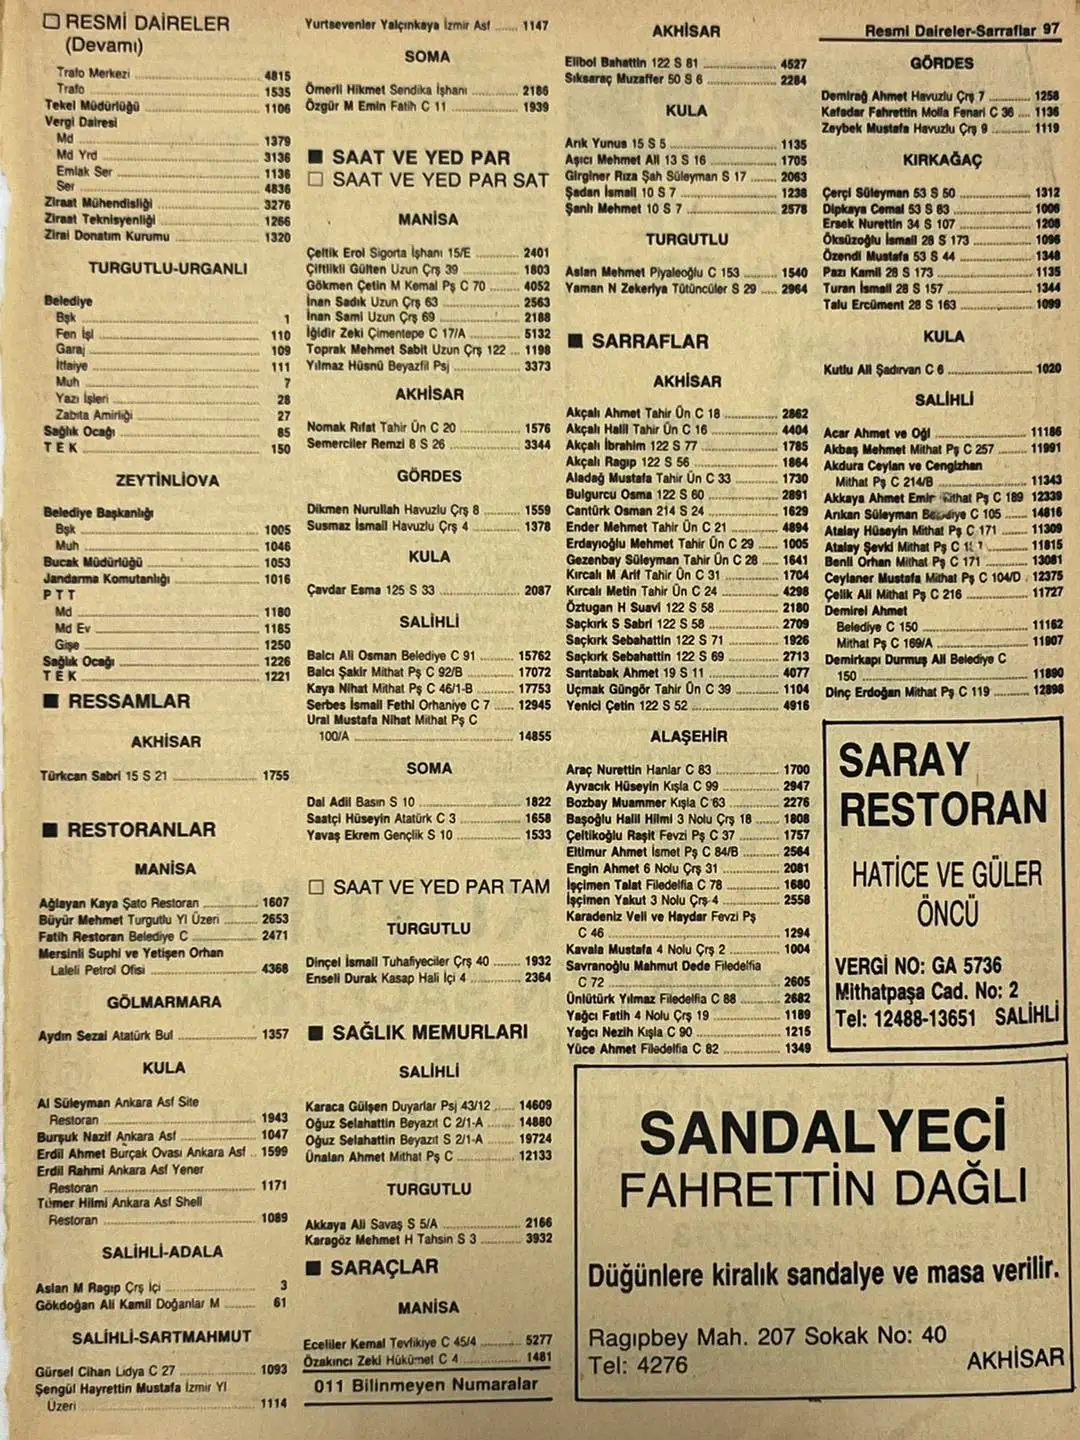 ☐ RESMİ DAİRELER
(Devamı)
Trafo Merkezi 4815
Trafo 1535
Tekel Müdürlüğü 1106
Vergi Dairesi
Md 1379
Md Yrd 3136
Emlak Ser 1136
Ser 4836
Ziraat Mühendisliği 3276
Ziraat Teknisyenliği 1266
Zirai Donatım Kurumu 1320
TURGUTLU-URGANLI
Belediye
Bşk 1
Fen İşi 110
Garaj 109
İtfaiye 111
Muh 7
Yazı İşleri 28
Zabıta Amirliği 27
Sağlık Ocağı 85
T E K 150
ZEYTİNLİOVA
Belediye Başkanlığı
Bşk 1005
Muh 1046
Bucak Müdürlüğü 1053
Jandarma Komutanlığı 1016
P T T
Md 1180
Md Ev 1185
Gişe 1250
Sağlık Ocağı 1226
T E K 1221
■ RESSAMLAR
AKHİSAR
Türkcan Sabri 15 S 21 1755
■ RESTORANLAR
MANİSA
Ağlayan Kaya Şato Restoran 1607
Büyür Mehmet Turgutlu Yl Üzeri 2653
Fatih Restoran Belediye C 2471
Mersinli Suphi ve Yetişen Orhan
Laleli Petrol Ofisi 4368
GÖLMARMARA
Aydın Sezai Atatürk Bul 1357
KULA
Al Süleyman Ankara Asf Site
Restoran 1943
Burşuk Nazif Ankara Asf 1047
Erdil Ahmet Burçak Ovası Ankara Asf 1599
Erdil Rahmi Ankara Asf Yener
Restoran 1171
Tümer Hilmi Ankara Asf Shell
Restoran 1089
SALİHLİ-ADALA
Aslan M Ragıp Çrş İçi 3
Gökdoğan Ali Kamil Doğanlar M 61
SALİHLİ-SARTMAHMUT
Gürsel Cihan Lidya C 27 1093
Şengül Hayrettin Mustafa İzmir Yl
Üzeri 1114
Yurtsevenler Yalçınkaya İzmir Asf 1147
SOMA
Ömerli Hikmet Sendika İşhanı 2186
Özgür M Emin Fatih C 11 1939
■ SAAT VE YED PAR
☐ SAAT VE YED PAR SAT
MANİSA
Çeltik Erol Sigorta İşhanı 15/E 2401
Çiftlikli Gülten Uzun Çrş 39 1803
Gökmen Çetin M Kemal Pş C 70 4052
İnan Sadık Uzun Çrş 63 2563
İnan Sami Uzun Çrş 69 2188
İğidir Zeki Çimentepe C 17/A 5132
Toprak Mehmet Sabit Uzun Çrş 122 1198
Yılmaz Hüsnü Beyazfil Psj 3373
AKHİSAR
Nomak Rıfat Tahir Ün C 20 1576
Semerciler Remzi 8 S 26 3344
GÖRDES
Dikmen Nurullah Havuzlu Çrş 8 1559
Susmaz İsmail Havuzlu Çrş 4 1378
KULA
Çavdar Esma 125 S 33 2087
SALİHLİ
Balcı Ali Osman Belediye C 91 15762
Balcı Şakir Mithat Pş C 92/B 17072
Kaya Nihat Mithat Pş C 46/1-B 17753
Serbes İsmail Fethi Orhaniye C 7 12945
Ural Mustafa Nihat Mithat Pş C
100/A 14855
SOMA
Dal Adil Basın S 10 1822
Saatçi Hüseyin Atatürk C 3 1658
Yavaş Ekrem Gençlik S 10 1533
☐ SAAT VE YED PAR TAM
TURGUTLU
Dinçel İsmail Tuhafiyeciler Çrş 40 1932
Enseli Durak Kasap Hali İçi 4 2364
■ SAĞLIK MEMURLARI
SALİHLİ
Karaca Gülşen Duyarlar Psj 43/12 14609
Oğuz Selahattin Beyazıt C 2/1-A 14880
Oğuz Selahattin Beyazıt S 2/1-A 19724
Ünalan Ahmet Mithat Pş C 12133
TURGUTLU
Akkaya Ali Savaş S 5/A 2166
Karagöz Mehmet H Tahsin S 3 3932
■ SARAÇLAR
MANİSA
Eceliler Kemal Tevfikiye C 45/4 5277
Özakıncı Zeki Hükümet C 4 1481
011 Bilinmeyen Numaralar
AKHİSAR
Elibol Bahattin 122 S 81 4527
Sıksaraç Muzaffer 50 S 6 2284
KULA
Arık Yunus 15 S 5 1135
Aşıcı Mehmet Ali 13 S 16 1705
Girginer Rıza Şah Süleyman S 17 2063
Şadan İsmail 10 S 7 1238
Şanlı Mehmet 10 S 7 2578
TURGUTLU
Aslan Mehmet Piyaleoğlu C 153 1540
Yaman N Zekeriya Tütüncüler S 29 2964
■ SARRAFLAR
AKHİSAR
Akçalı Ahmet Tahir Ün C 18 2862
Akçalı Halil Tahir Ün C 16 4404
Akçalı İbrahim 122 S 77 1785
Akçalı Ragıp 122 S 56 1864
Aladağ Mustafa Tahir Ün C 33 1730
Bulgurcu Osma 122 S 60 2891
Cantürk Osman 214 S 24 1629
Ender Mehmet Tahir Ün C 21 4894
Erdayıoğlu Mehmet Tahir Ün C 29 1005
Gezenbay Süleyman Tahir Ün C 28 1641
Kırcalı M Arif Tahir Ün C 31 1704
Kırcalı Metin Tahir Ün C 24 4298
Öztugan H Suavi 122 S 58 2180
Saçkırk S Sabri 122 S 58 2709
Saçkırk Sebahattin 122 S 71 1926
Saçkırk Sebahattin 122 S 69 2713
Sarıtabak Ahmet 19 S 11 4077
Uçmak Güngör Tahir Ün C 39 1104
Yenici Çetin 122 S 52 4916
ALAŞEHİR
Araç Nurettin Hanlar C 83 1700
Ayvacık Hüseyin Kışla C 99 2947
Bozbay Muammer Kışla C 63 2276
Başoğlu Halil Hilmi 3 Nolu Çrş 18 1808
Çeltikoğlu Raşit Fevzi Pş C 37 1757
Eltimur Ahmet İsmet Pş C 84/B 2564
Engin Ahmet 6 Nolu Çrş 31 2081
İşçimen Talat Filedelfia C 78 1680
İşçimen Yakut 3 Nolu Çrş 4 2558
Karadeniz Veli ve Haydar Fevzi Pş
C 46 1294
Kavala Mustafa 4 Nolu Çrş 2 1004
Savranoğlu Mahmut Dede Filedelfia
C 72 2605
Ünlütürk Yılmaz Filedelfia C 88 2682
Yağcı Fatih 4 Nolu Çrş 19 1189
Yağcı Nezih Kışla C 90 1215
Yüce Ahmet Filedelfia C 82 1349
Resmi Daireler-Sarraflar 97
GÖRDES
Demirağ Ahmet Havuzlu Çrş 7 1258
Kafadar Fahrettin Molla Fenari C 36 1136
Zeybek Mustafa Havuzlu Çrş 9 1119
KIRKAĞAÇ
Çerçi Süleyman 53 S 50 1312
Dipkaya Cemal 53 S 83 1006
Ersek Nurettin 34 S 107 1208
Öksüzoğlu İsmail 28 S 173 1096
Özendi Mustafa 53 S 44 1348
Pazı Kamil 28 S 173 1135
Turan İsmail 28 S 157 1344
Talu Ercüment 28 S 163 1099
KULA
Kutlu Ali Şadırvan C 6 1020
SALİHLİ
Acar Ahmet ve Oğl 11186
Akbaş Mehmet Mithat Pş C 257 11991
Akdura Ceylan ve Cengizhan
Mithat Pş C 214/B 11343
Akkaya Ahmet Emir Mithat Pş C 189 12339
Arıkan Süleyman Belediye C 105 14816
Atalay Hüseyin Mithat Pş C 171 11309
Atalay Şevki Mithat Pş C 11815
Benli Orhan Mithat Pş C 171 13081
Ceylaner Mustafa Mithat Pş C 104/D 12375
Çelik Ali Mithat Pş C 216 11727
Demirel Ahmet
Belediye C 150 11162
Mithat Pş C 169/A 11907
Demirkapı Durmuş Ali Belediye C
150 11890
Dinç Erdoğan Mithat Pş C 119 12898
SARAY
RESTORAN
HATİCE VE GÜLER
ÖNCÜ
VERGİ NO: GA 5736
Mithatpaşa Cad. No: 2
Tel: 12488-13651 SALİHLİ
SANDALYECİ
FAHRETTİN DAĞLI
Düğünlere kiralık sandalye ve masa verilir.
Ragıpbey Mah. 207 Sokak No: 40
Tel: 4276 AKHİSAR